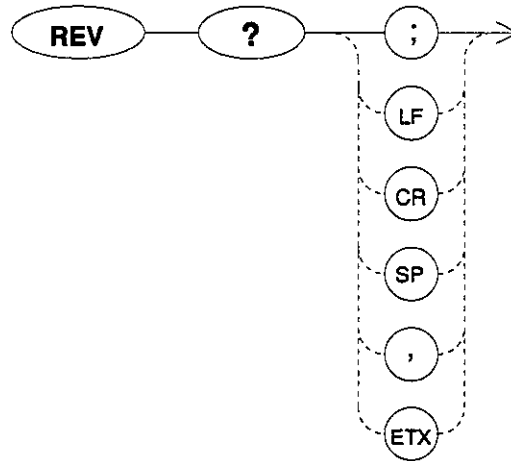 REV ? ;
LF
CR
SP
,
ETX